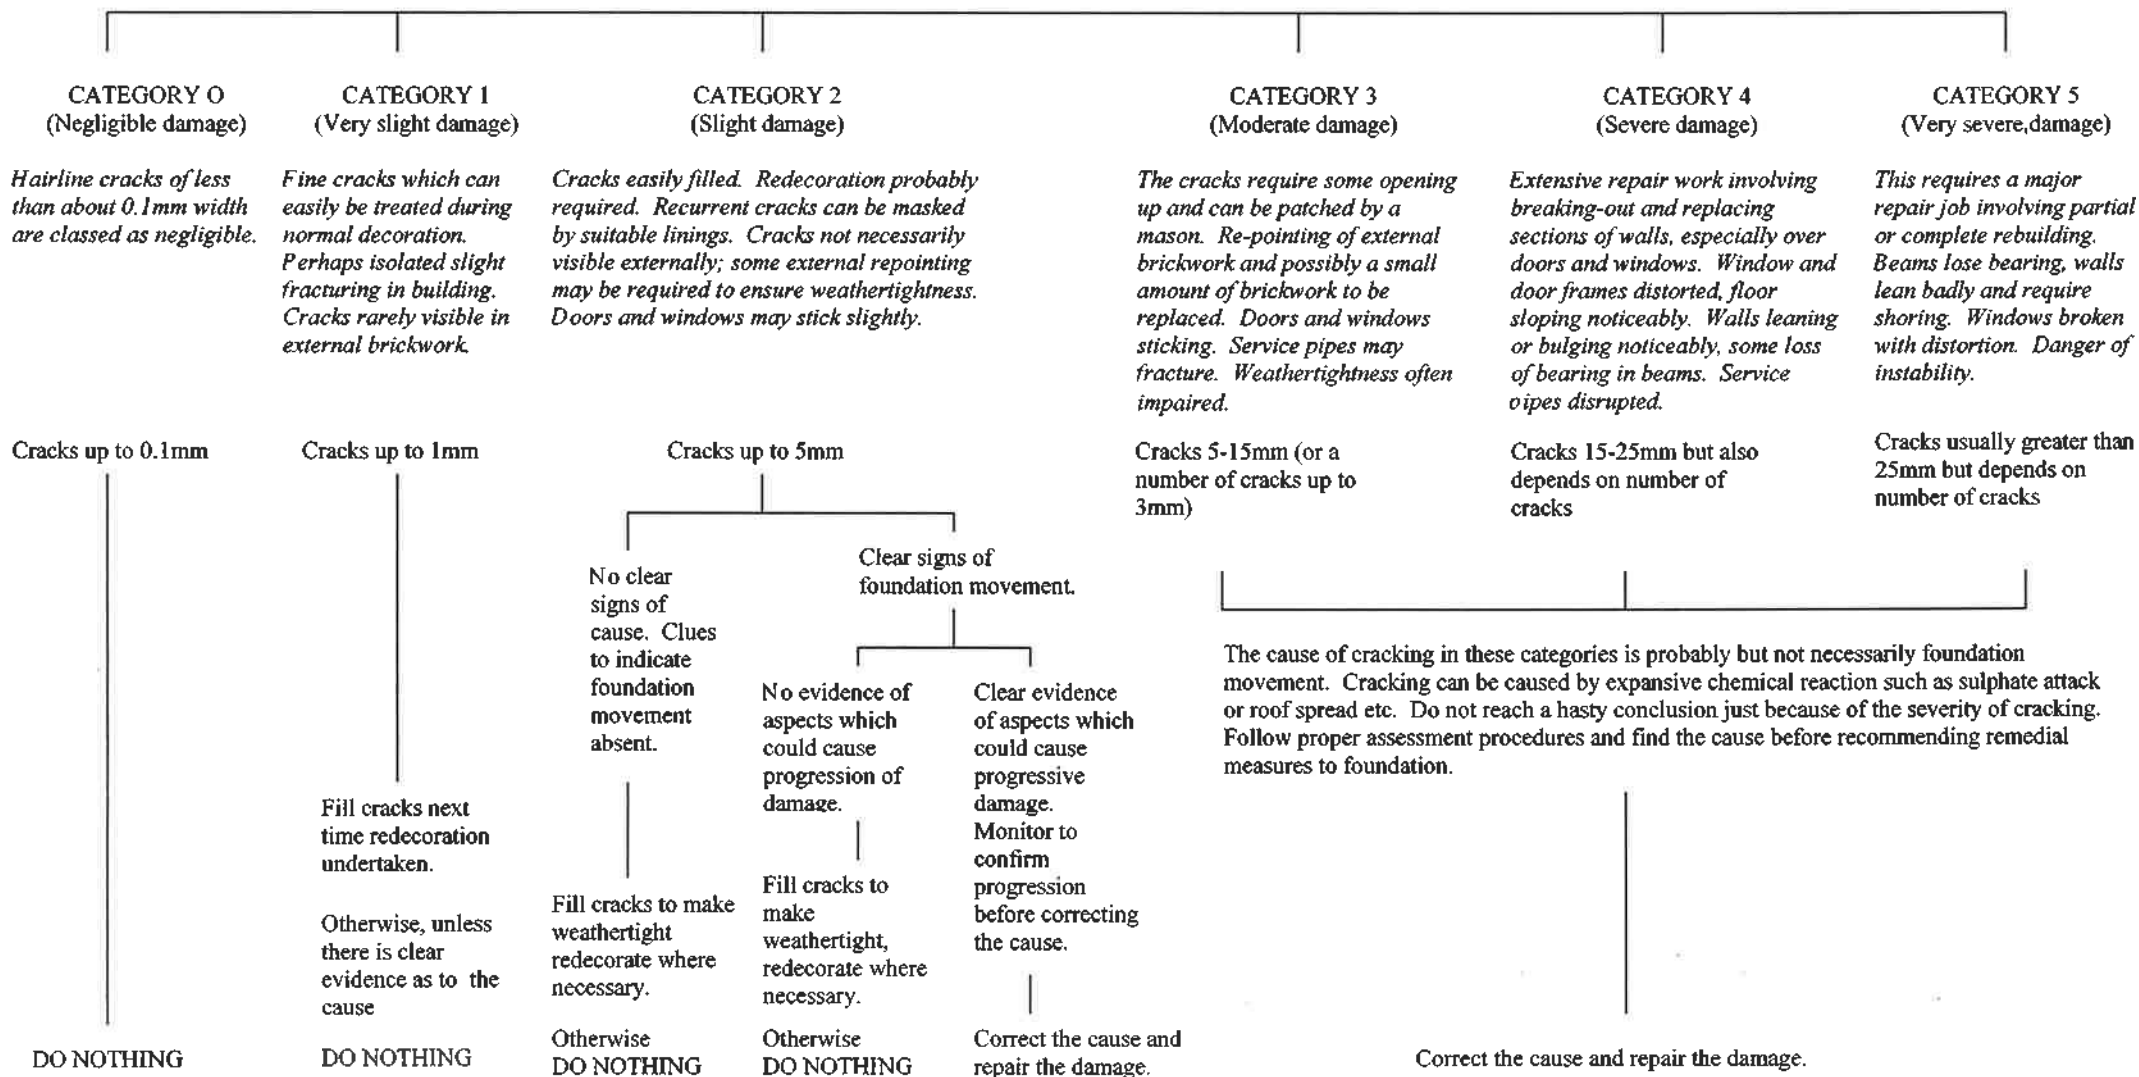 CATEGORY O
(Negligible damage)
Hairline cracks of less
than about 0.1mm width
are classed as negligible.
Cracks up to 0.1mm
DO NOTHING
CATEGORY 1
(Very slight damage)
Fine cracks which can
easily be treated during
normal decoration.
Perhaps isolated slight
fracturing in building.
Cracks rarely visible in
external brickwork.
Cracks up to 1mm
Fill cracks next
time redecoration
undertaken.
Otherwise, unless
there is clear
evidence as to the
cause
DO NOTHING
CATEGORY 2
(Slight damage)
Cracks easily filled. Redecoration probably
required. Recurrent cracks can be masked
by suitable linings. Cracks not necessarily
visible externally; some external repointing
may be required to ensure weathertightness.
Doors and windows may stick slightly.
Cracks up to 5mm
No clear
signs of
cause. Clues
to indicate
foundation
movement
absent.
Fill cracks to make
weathertight
redecorate where
necessary.
Otherwise
DO NOTHING
Clear signs of
foundation movement.
No evidence of
aspects which
could cause
progression of
damage.
Fill cracks to
make
weathertight,
redecorate where
necessary.
Otherwise
DO NOTHING
Clear evidence
of aspects which
could cause
progressive
damage.
Monitor to
confirm
progression
before correcting
the cause.
Correct the cause and
repair the damage.
CATEGORY 3
(Moderate damage)
The cracks require some opening
up and can be patched by a
mason. Re-pointing of external
brickwork and possibly a small
amount of brickwork to be
replaced. Doors and windows
sticking. Service pipes may
fracture. Weathertightness often
impaired.
Cracks 5-15mm (or a
number of cracks up to
3mm)
CATEGORY 4
(Severe damage)
Extensive repair work involving
breaking-out and replacing
sections of walls, especially over
doors and windows. Window and
door frames distorted, floor
sloping noticeably. Walls leaning
or bulging noticeably, some loss
of bearing in beams. Service
pipes disrupted.
Cracks 15-25mm but also
depends on number of
cracks
CATEGORY 5
(Very severe,damage)
This requires a major
repair job involving partial
or complete rebuilding.
Beams lose bearing, walls
lean badly and require
shoring. Windows broken
with distortion. Danger of
instability.
Cracks usually greater than
25mm but depends on
number of cracks
The cause of cracking in these categories is probably but not necessarily foundation
movement. Cracking can be caused by expansive chemical reaction such as sulphate attack
or roof spread etc. Do not reach a hasty conclusion just because of the severity of cracking.
Follow proper assessment procedures and find the cause before recommending remedial
measures to foundation.
Correct the cause and repair the damage.